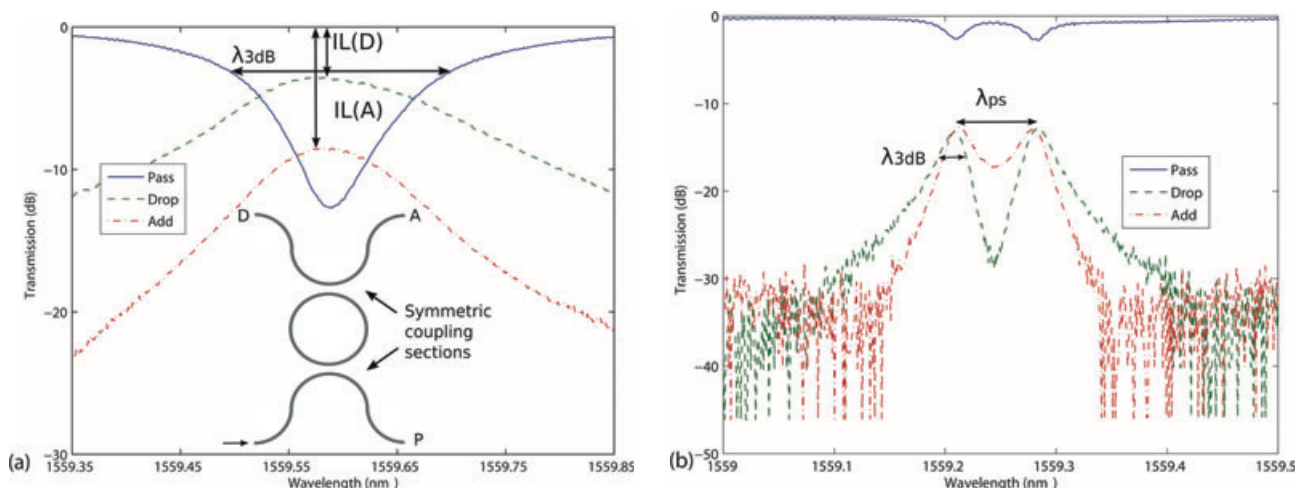 0
−10
−20
−30
Transmission (dB)
λ3dB
IL(D)
IL(A)
Pass
Drop
Add
D
A
Symmetric
coupling
sections
P
(a)
1559.35
1559.45
1559.55
1559.65
1559.75
1559.85
Wavelength (nm )
0
−10
−20
−30
−40
−50
Transmission (dB)
λps
λ3dB
Pass
Drop
Add
(b)
1559
1559.1
1559.2
1559.3
1559.4
1559.5
Wavelength (nm )